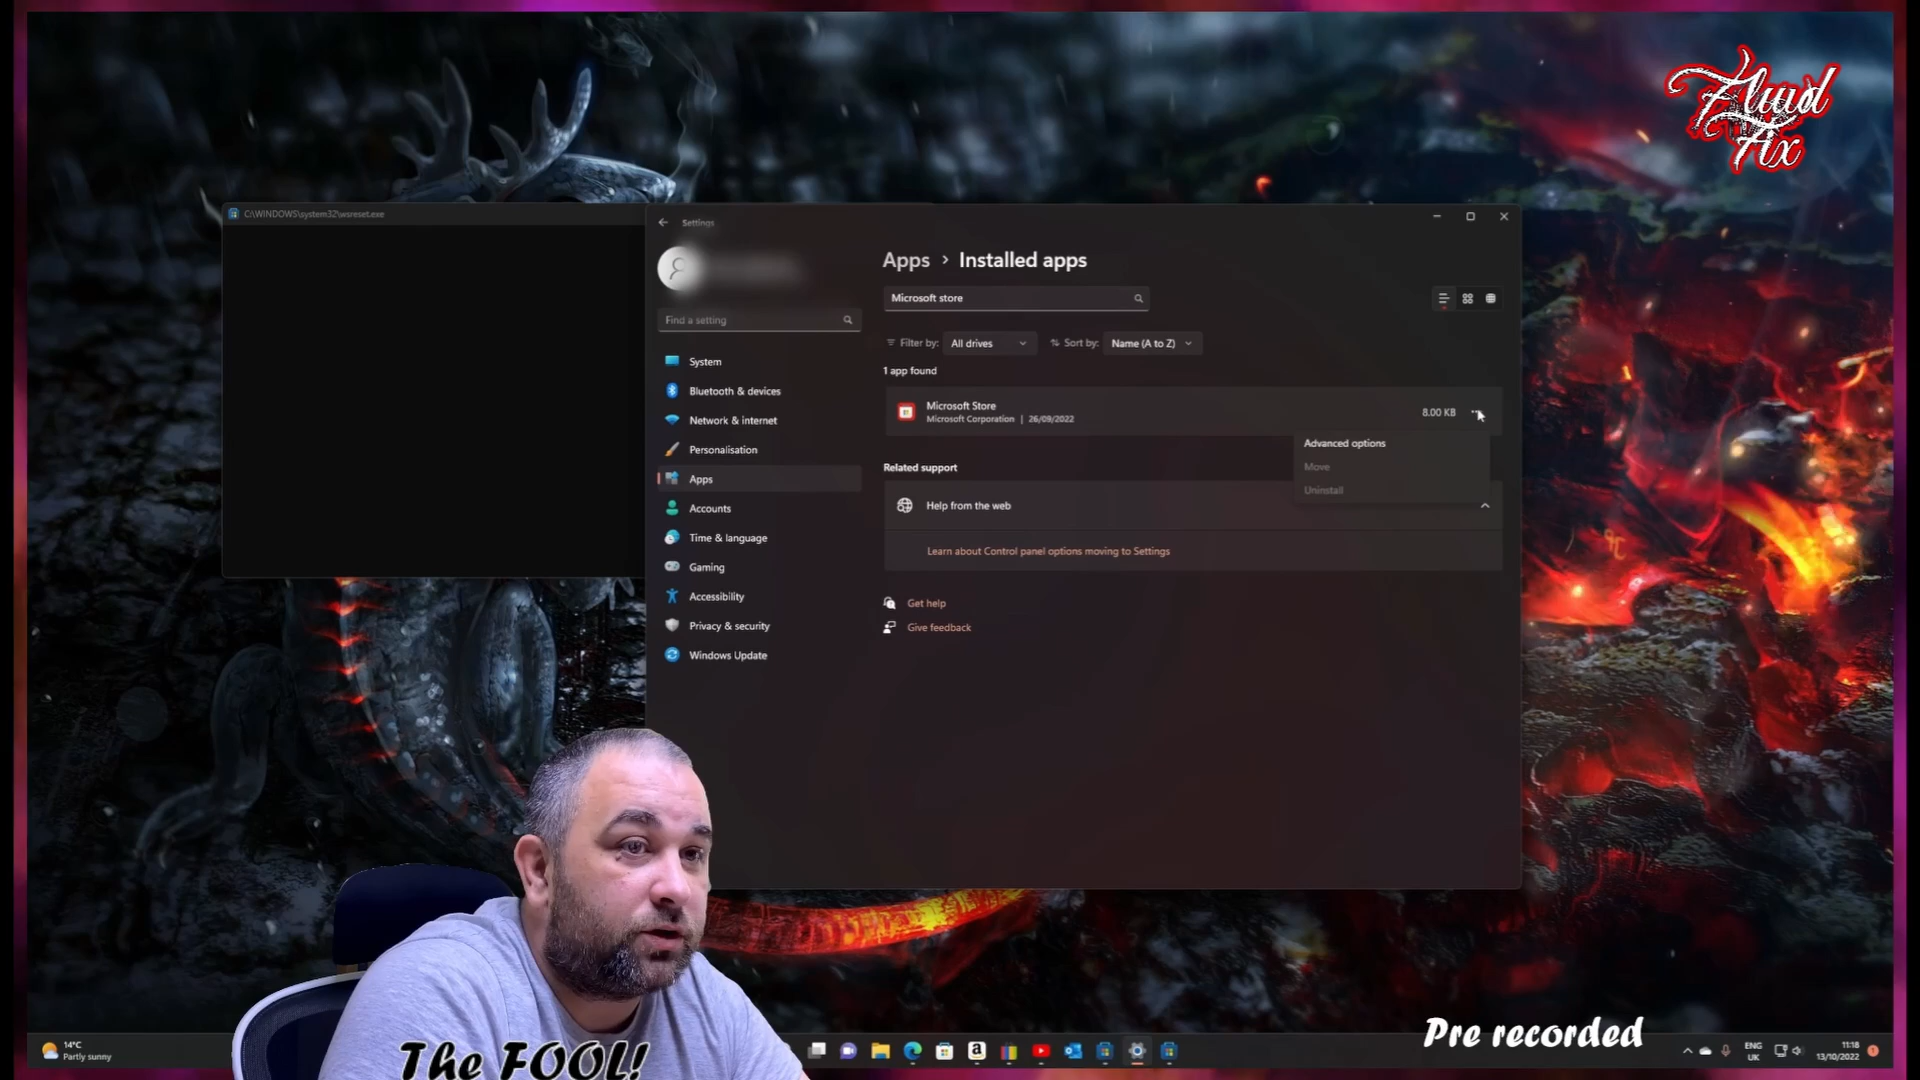 Fluid
Fix
C:\WINDOWS\system32\wsreset.exe
Settings
Find a setting
System
Bluetooth & devices
Network & internet
Personalisation
Apps
Accounts
Time & language
Gaming
Accessibility
Privacy & security
Windows Update
Apps > Installed apps
Microsoft store
Filter by: All drives
Sort by: Name (A to Z)
1 app found
Microsoft Store
Microsoft Corporation | 26/09/2022
8.00 KB
Advanced options
Move
Uninstall
Related support
Help from the web
Learn about Control panel options moving to Settings
Get help
Give feedback
The FOOL!
Pre recorded
14°C
Partly sunny
ENG
UK
11:18
13/10/2022